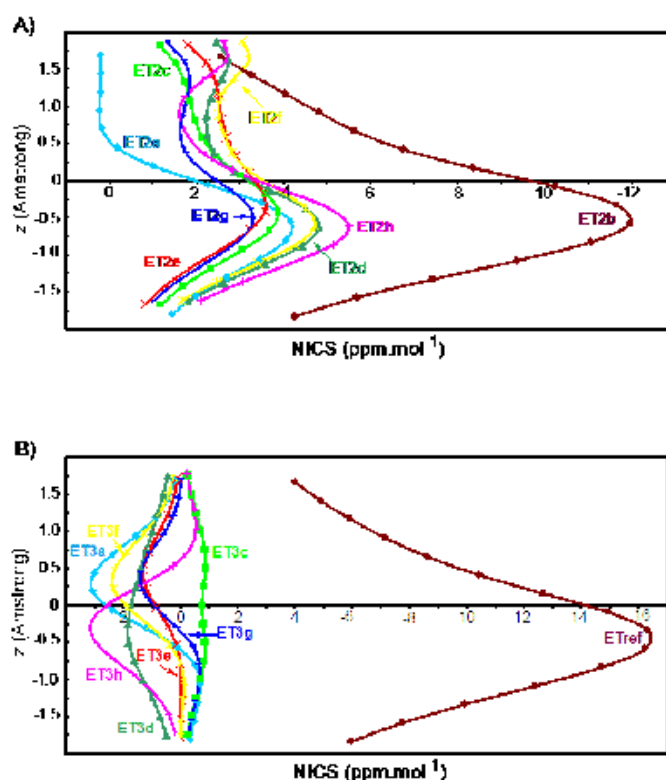 A)
1.5
1.0
0.5
0
-0.5
-1.0
-1.5
z (Armstrong)
ET2c
ET2f
ET2a
ET2g
ET2h
ET2b
ET2e
ET2d
0 2 4 6 8 10 -12
NICS (ppm.mol-1)
B)
1.5
1.0
0.5
0
-0.5
-1.0
-1.5
z (Armstrong)
ET3f
ET3a
ET3c
ET3g
ETref
ET3e
ET3h
ET3d
2 0 -2 -4 -6 -8 10 12 14 16
NICS (ppm.mol-1)